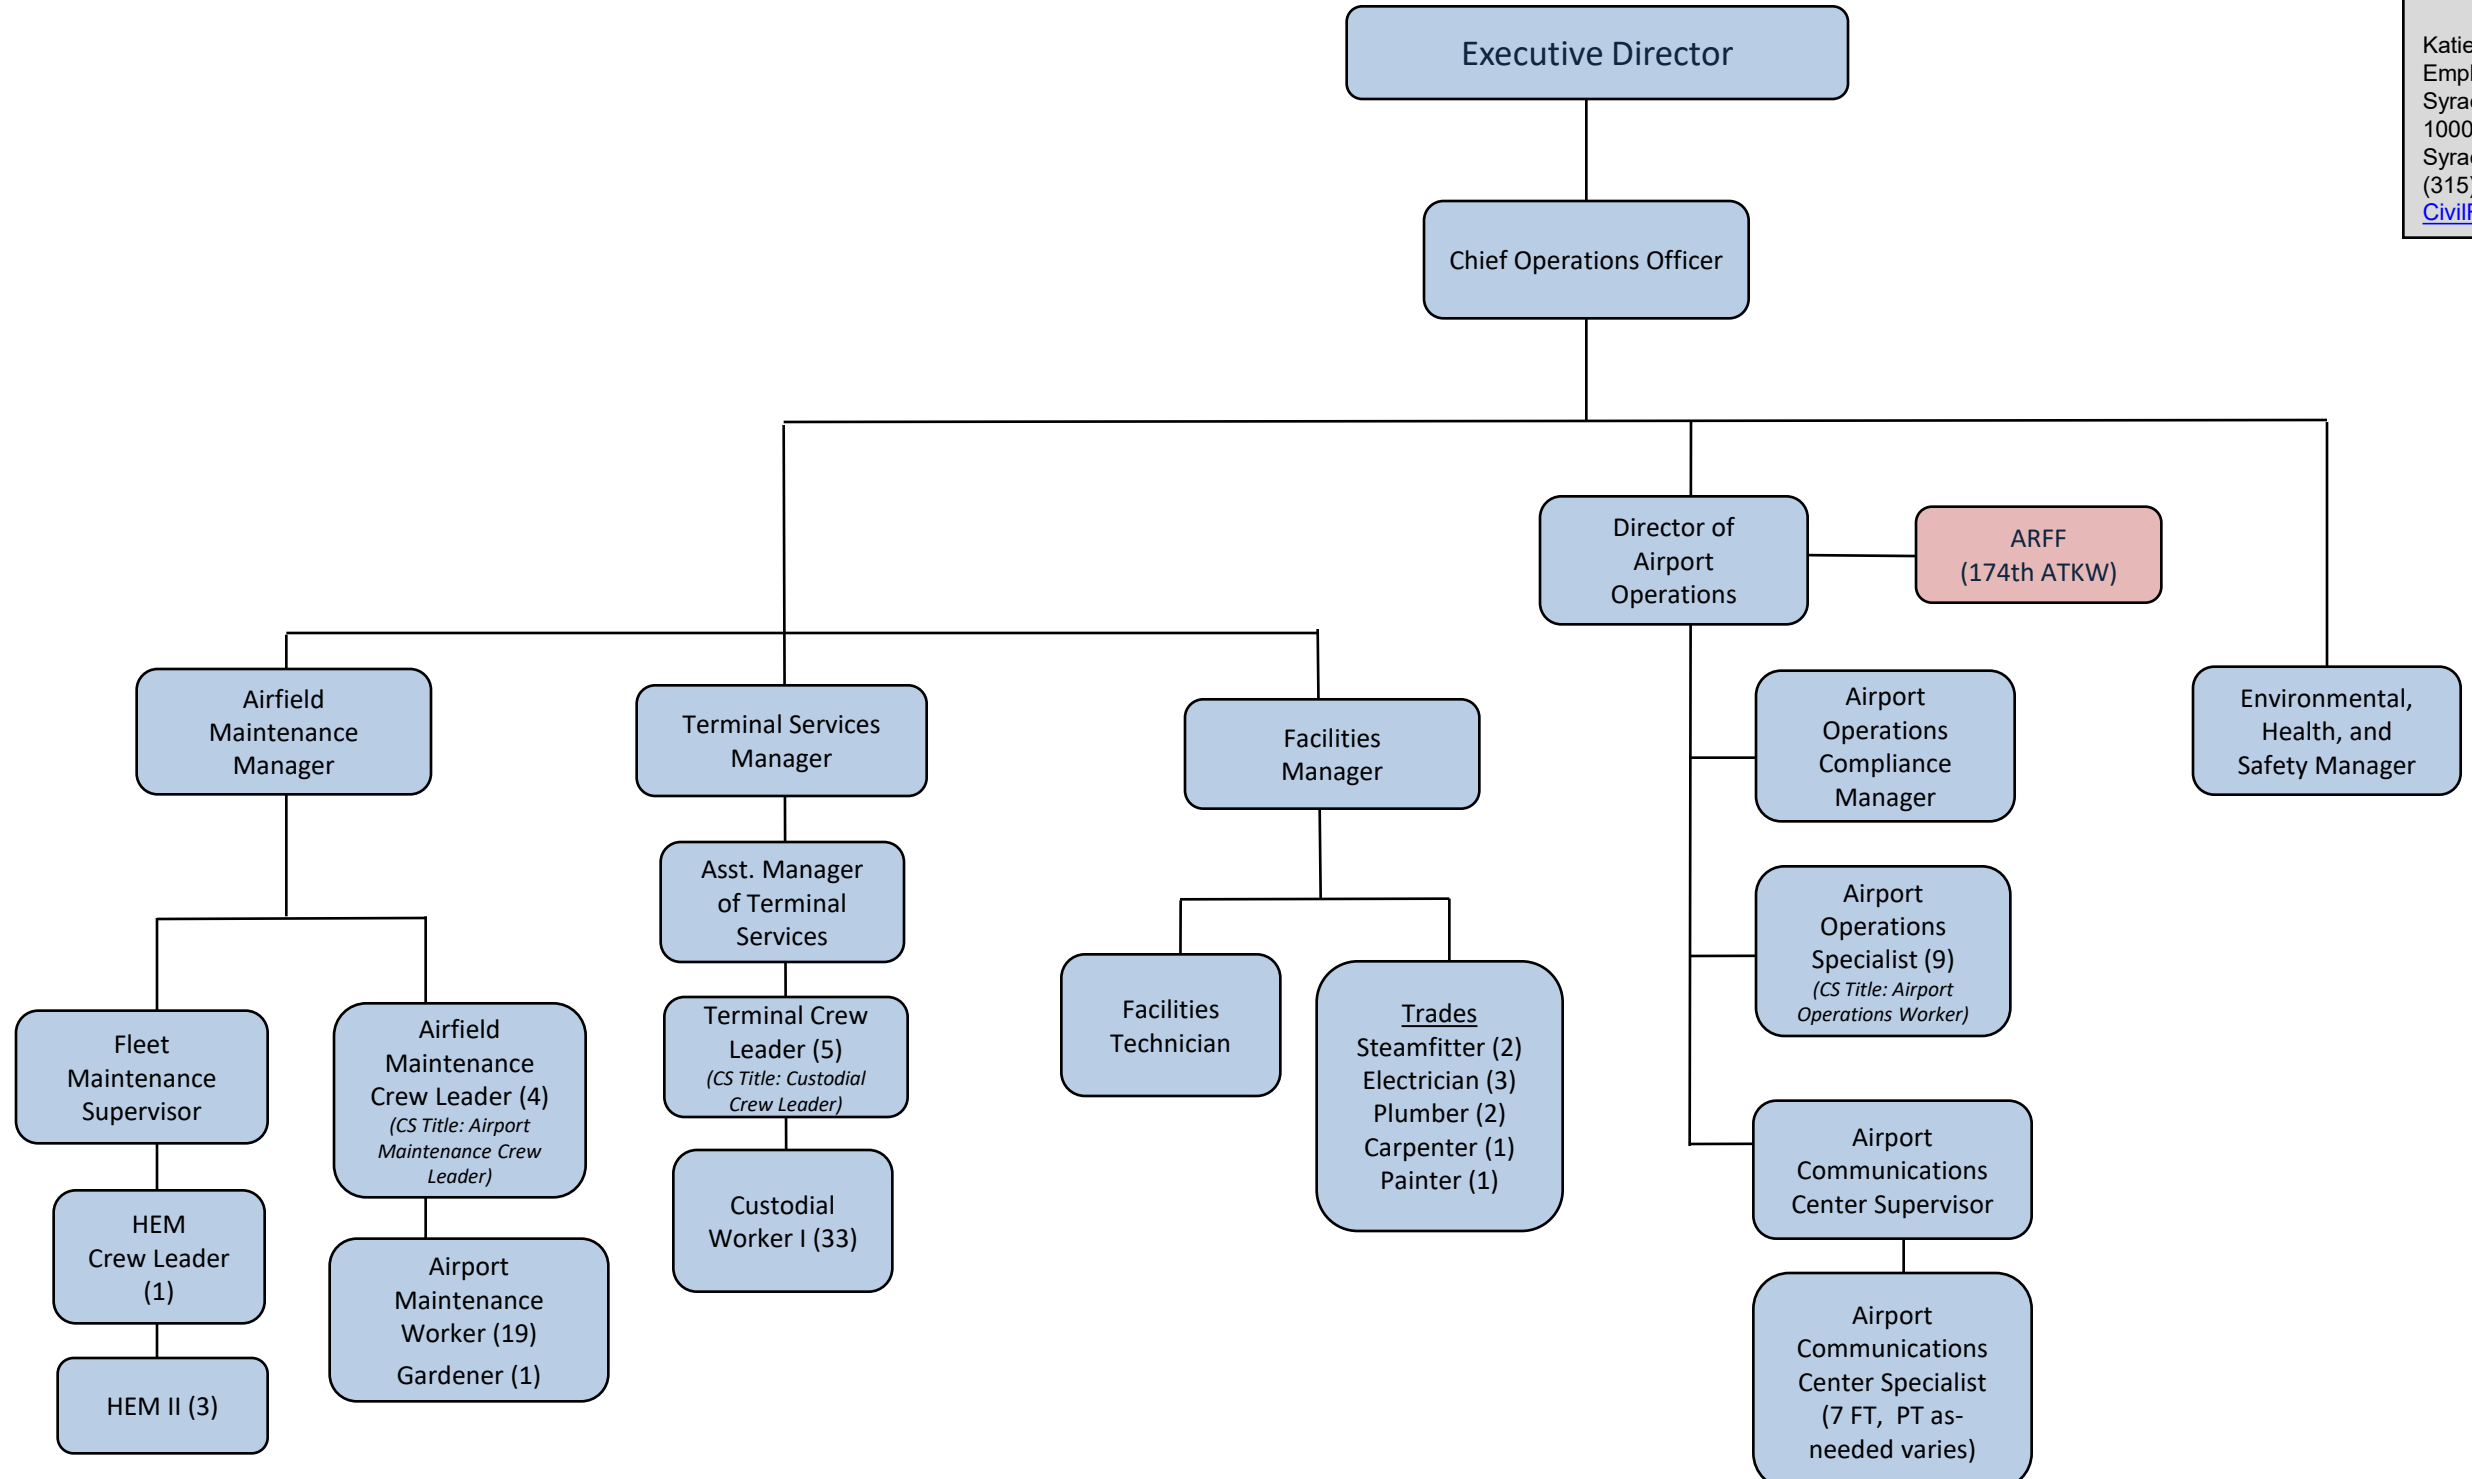 Executive Director
Katie
Syra
1000
Syra
(315)
Chief Operations Officer
Director of
Airport
Operations
ARFF
(174th ATKW)
Airfield
Maintenance
Manager
Terminal Services
Manager
Facilities
Manager
Airport
Operations
Compliance
Manager
Environmental,
Health, and
Safety Manager
Asst. Manager
of Terminal
Services
Airport
Operations
Specialist (9)
(CS Title: Airport
Operations Worker)
Fleet
Maintenance
Supervisor
Airfield
Maintenance
Crew Leader (4)
(CS Title: Airport
Maintenance Crew
Leader)
Terminal Crew
Leader (5)
(CS Title: Custodial
Crew Leader)
Facilities
Technician
Trades
Steamfitter (2)
Electrician (3)
Plumber (2)
Carpenter (1)
Painter (1)
Airport
Communications
Center Supervisor
HEM
Crew Leader
(1)
Airport
Maintenance
Worker (19)
Gardener (1)
Custodial
Worker I (33)
HEM II (3)
Airport
Communications
Center Specialist
(7 FT, PT as-
needed varies)